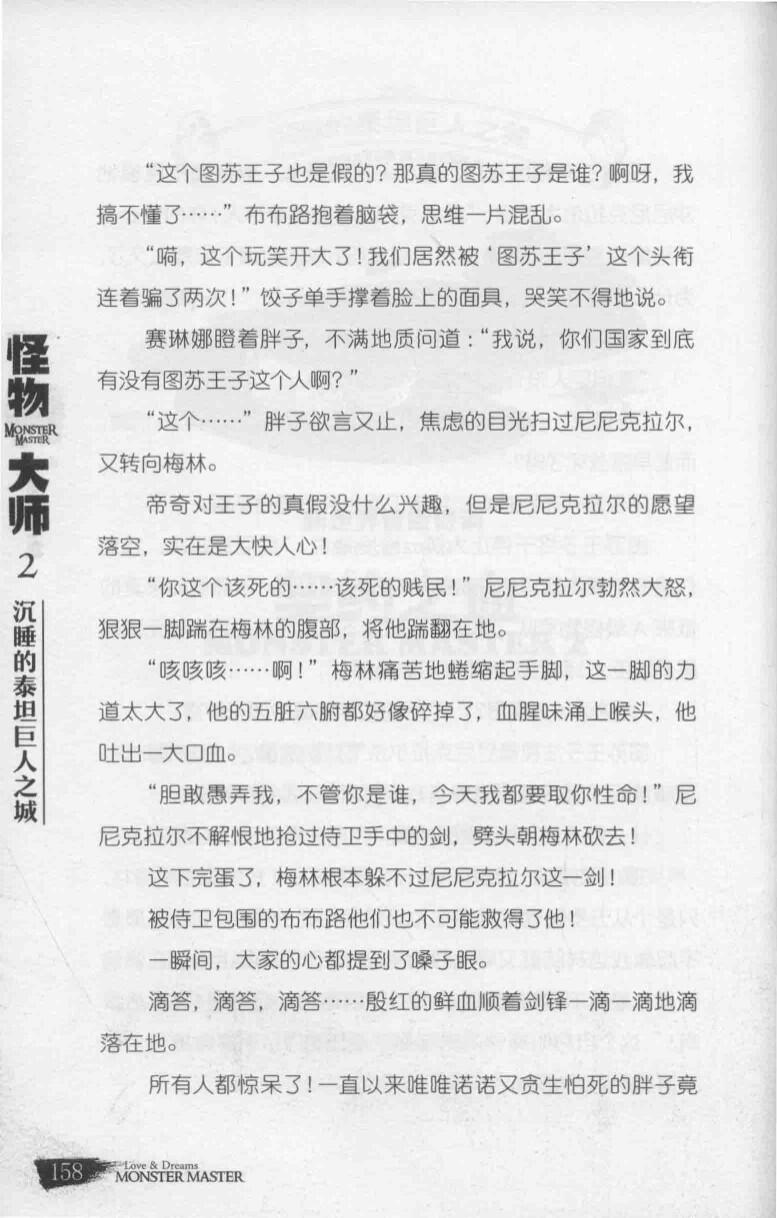 “这个图苏王子也是假的？那真的图苏王子是谁？啊呀，我
搞不懂了……”布布路抱着脑袋，思维一片混乱。
“嗬，这个玩笑开大了！我们居然被‘图苏王子’这个头衔
连着骗了两次！”饺子单手撑着脸上的面具，哭笑不得地说。
赛琳娜瞪着胖子，不满地质问道：“我说，你们国家到底
有没有图苏王子这个人啊？”
“这个……”胖子欲言又止，焦虑的目光扫过尼尼克拉尔，
又转向梅林。
帝奇对王子的真假没什么兴趣，但是尼尼克拉尔的愿望
落空，实在是大快人心！
“你这个该死的……该死的贱民！”尼尼克拉尔勃然大怒，
狠狠一脚踹在梅林的腹部，将他踹翻在地。
“咳咳咳……啊！”梅林痛苦地蜷缩起手脚，这一脚的力
道太大了，他的五脏六腑都好像碎掉了，血腥味涌上喉头，他
吐出一大口血。
“胆敢愚弄我，不管你是谁，今天我都要取你性命！”尼
尼克拉尔不解恨地抢过侍卫手中的剑，劈头朝梅林砍去！
这下完蛋了，梅林根本躲不过尼尼克拉尔这一剑！
被侍卫包围的布布路他们也不可能救得了他！
一瞬间，大家的心都提到了嗓子眼。
滴答，滴答，滴答……殷红的鲜血顺着剑锋一滴一滴地滴
落在地。
所有人都惊呆了！一直以来唯唯诺诺又贪生怕死的胖子竟
怪物
MONSTER
MASTER
大师
2
沉睡的泰坦巨人之城
158
Love & Dreams
MONSTER MASTER